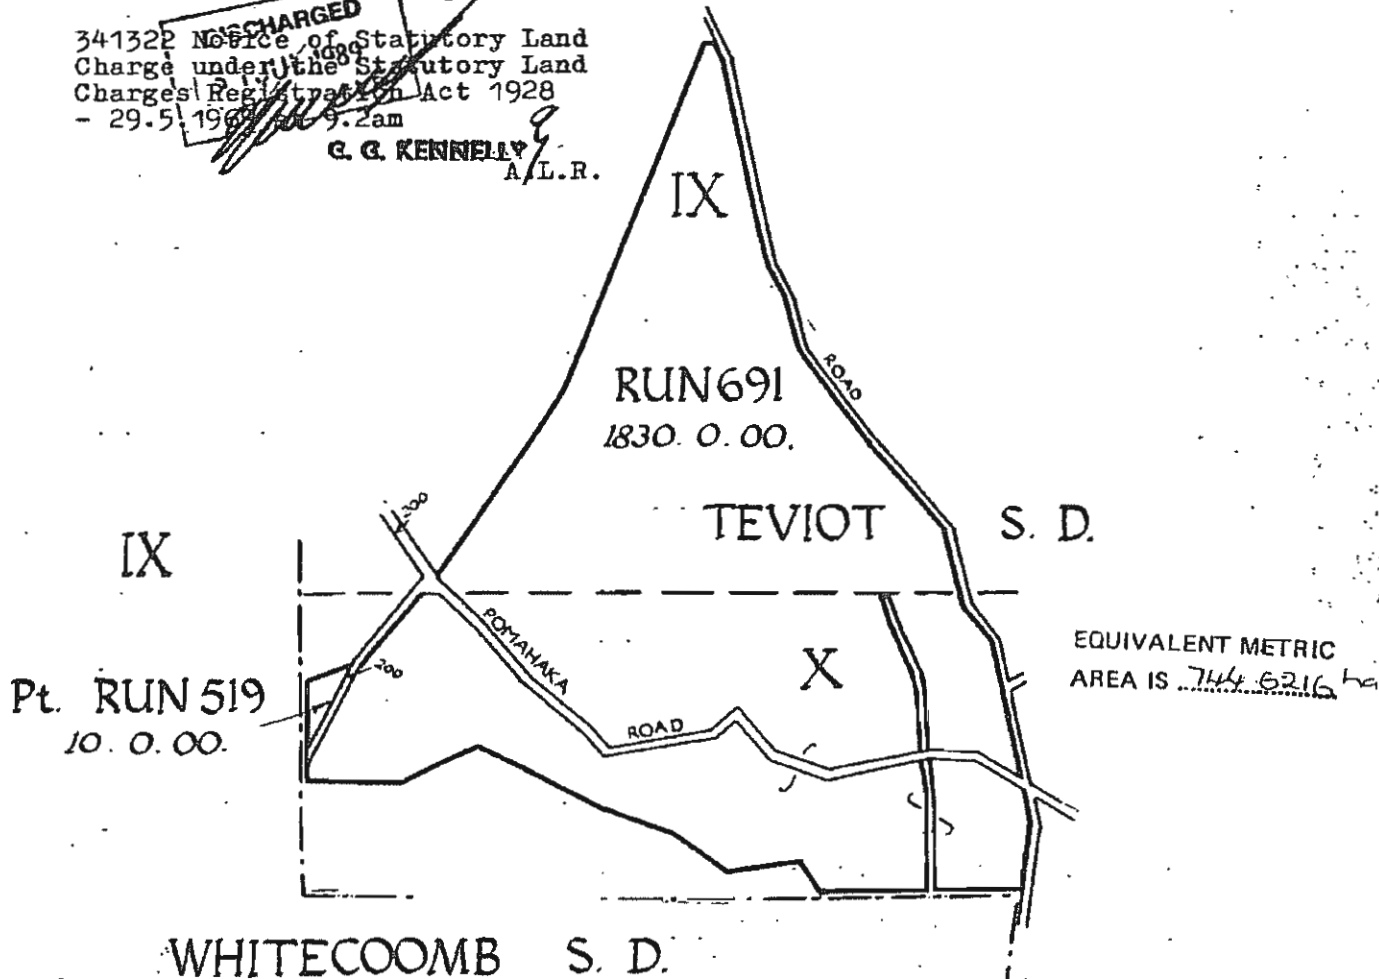 DISCHARGED
1989
341322 Notice of Statutory Land
Charge under the Statutory Land
Charges Registration Act 1928
- 29.5. 9.2am
C. C. KENNELLY
A.L.R.
IX
RUN 691
1830. 0. 00.
ROAD
TEVIOT S. D.
200
IX
POMAHAKA
ROAD
X
EQUIVALENT METRIC
AREA IS 744.6216 ha
200
Pt. RUN 519
10. 0. 00.
WHITECOOMB S. D.